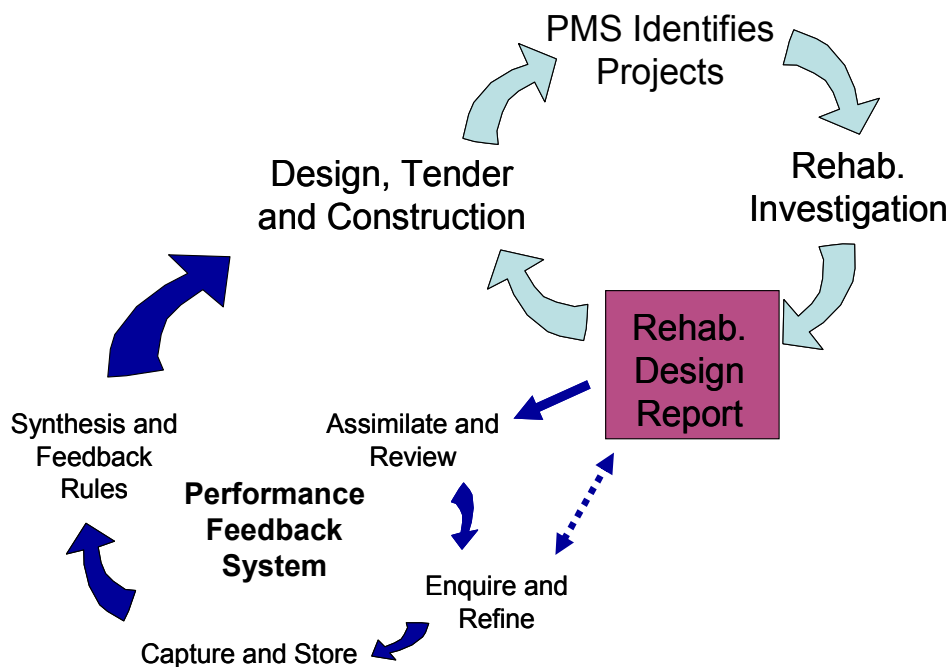 PMS Identifies
Projects
Design, Tender
and Construction
Rehab.
Investigation
Rehab.
Design
Report
Assimilate and
Review
Synthesis and
Feedback
Rules
Performance
Feedback
System
Enquire and
Refine
Capture and Store